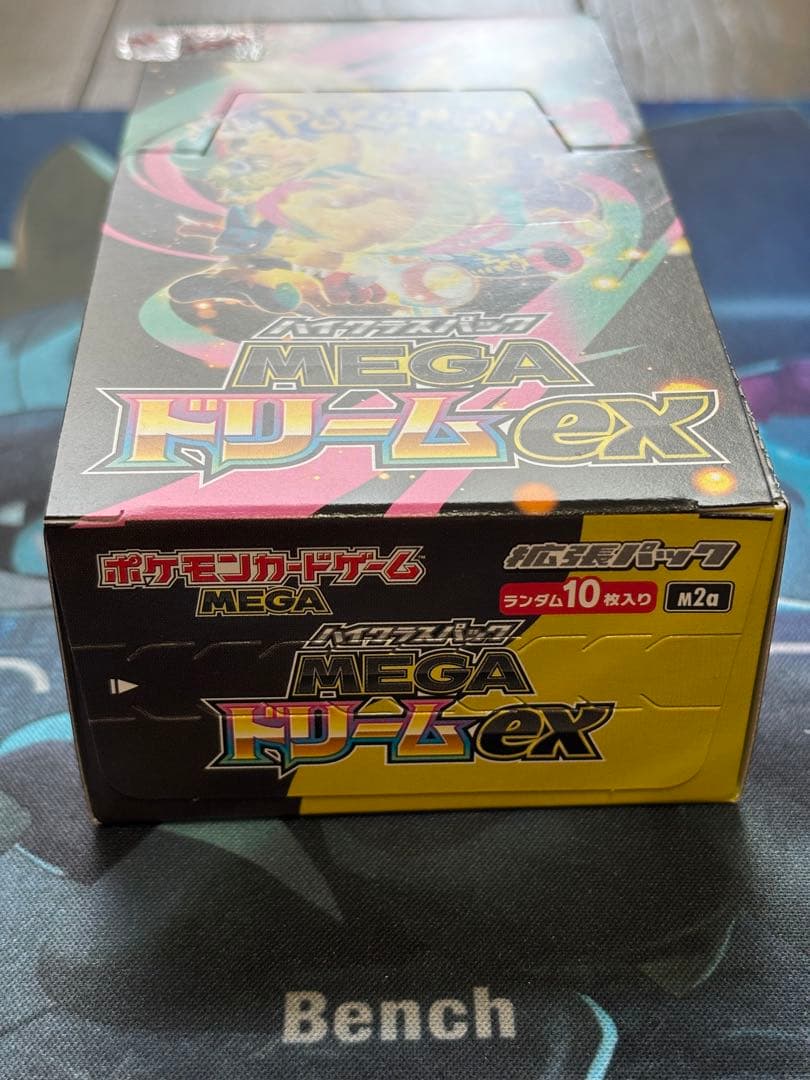 Pokémon
ハイクラスパック
MEGA
ドリームex
ポケモンカードゲーム
MEGA
拡張パック
ランダム10枚入り
M2a
ハイクラスパック
MEGA
ドリームex
Bench